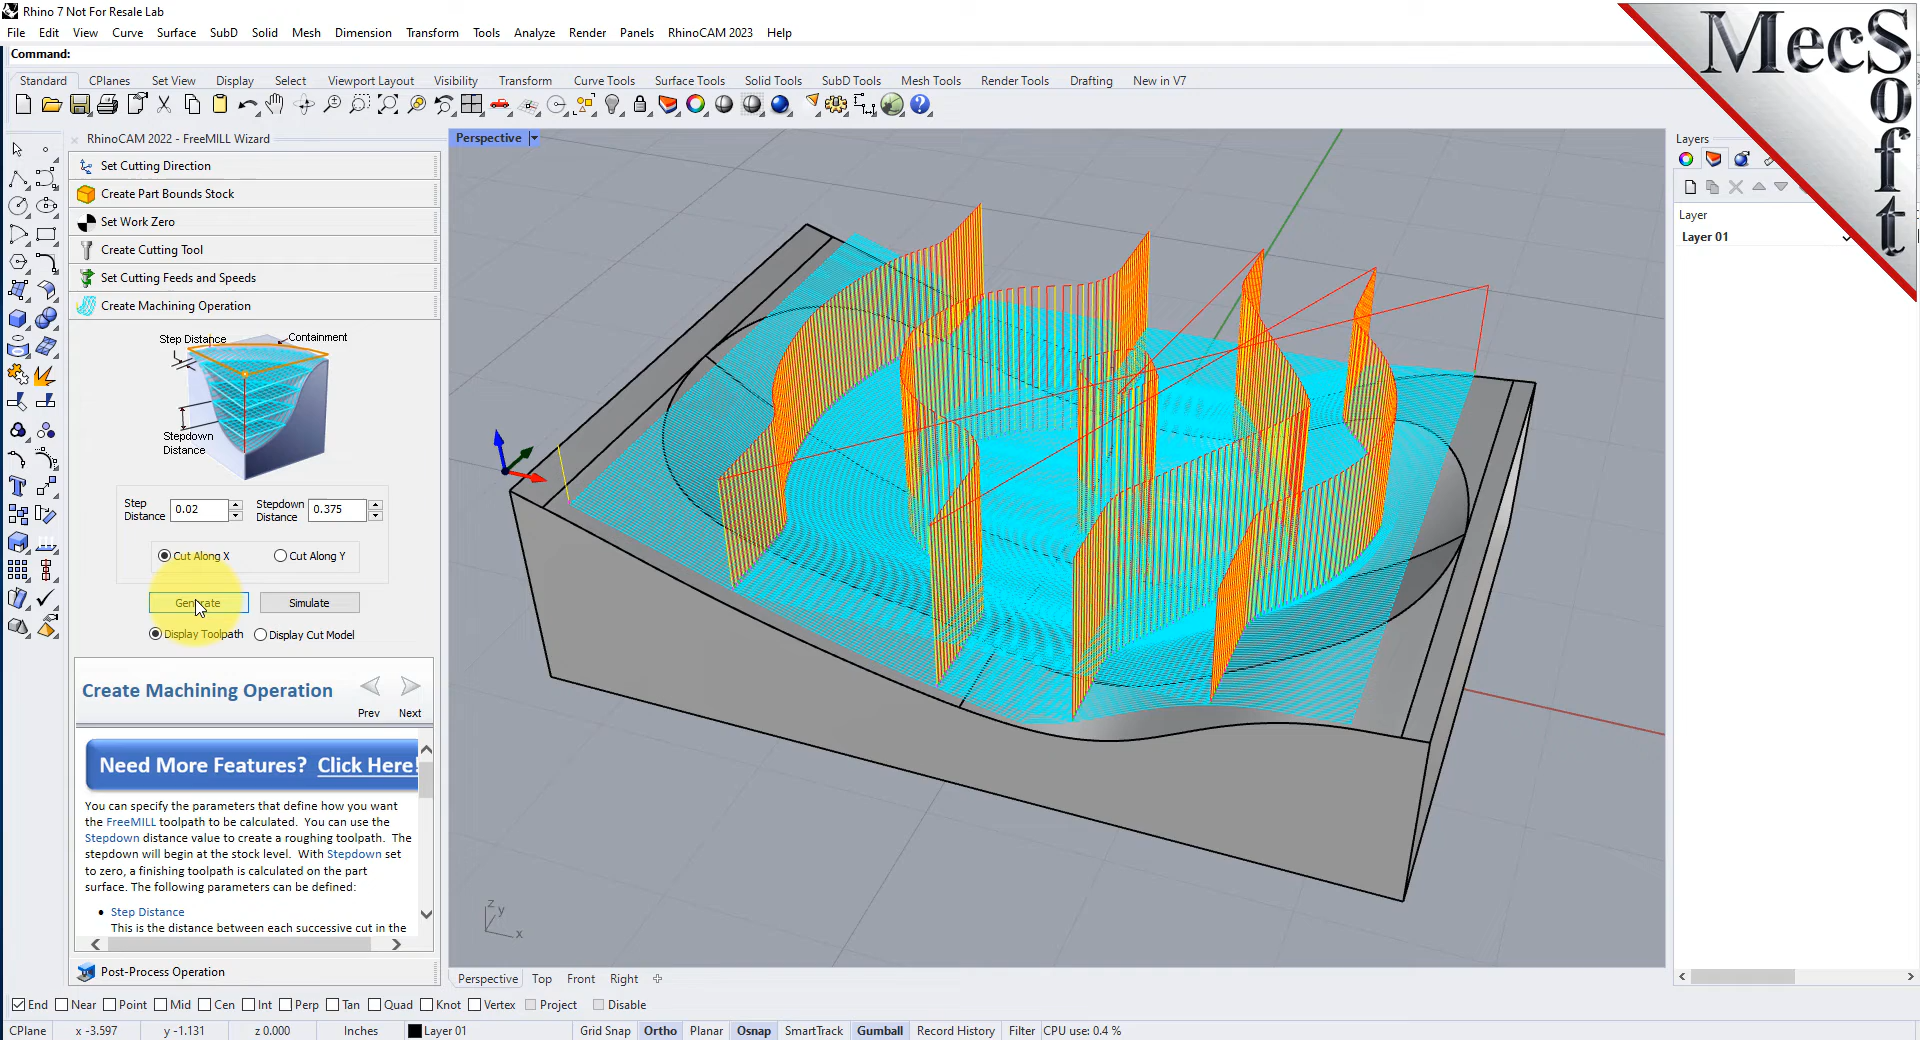 Rhino 7 Not For Resale Lab
File Edit View Curve Surface SubD Solid Mesh Dimension Transform Tools Analyze Render Panels RhinoCAM 2023 Help
Command:
Standard CPlanes Set View Display Select Viewport Layout Visibility Transform Curve Tools Surface Tools Solid Tools SubD Tools Mesh Tools Render Tools Drafting New in V7
MecSoft
RhinoCAM 2022 - FreeMILL Wizard
Set Cutting Direction
Create Part Bounds Stock
Set Work Zero
Create Cutting Tool
Set Cutting Feeds and Speeds
Create Machining Operation
Step Distance
Containment
Stepdown
Distance
Step
Distance
0.02
Stepdown
Distance
0.375
Cut Along X
Cut Along Y
Generate
Simulate
Display Toolpath
Display Cut Model
Create Machining Operation
Prev
Next
Need More Features? Click Here!
You can specify the parameters that define how you want
the FreeMILL toolpath to be calculated. You can use the
Stepdown distance value to create a roughing toolpath. The
stepdown will begin at the stock level. With Stepdown set
to zero, a finishing toolpath is calculated on the part
surface. The following parameters can be defined:
• Step Distance
This is the distance between each successive cut in the
Post-Process Operation
Perspective
z
y
x
Layers
Layer
Layer 01
Perspective Top Front Right
End Near Point Mid Cen Int Perp Tan Quad Knot Vertex Project Disable
CPlane x -3.597 y -1.131 z 0.000 Inches Layer 01 Grid Snap Ortho Planar Osnap SmartTrack Gumball Record History Filter CPU use: 0.4 %